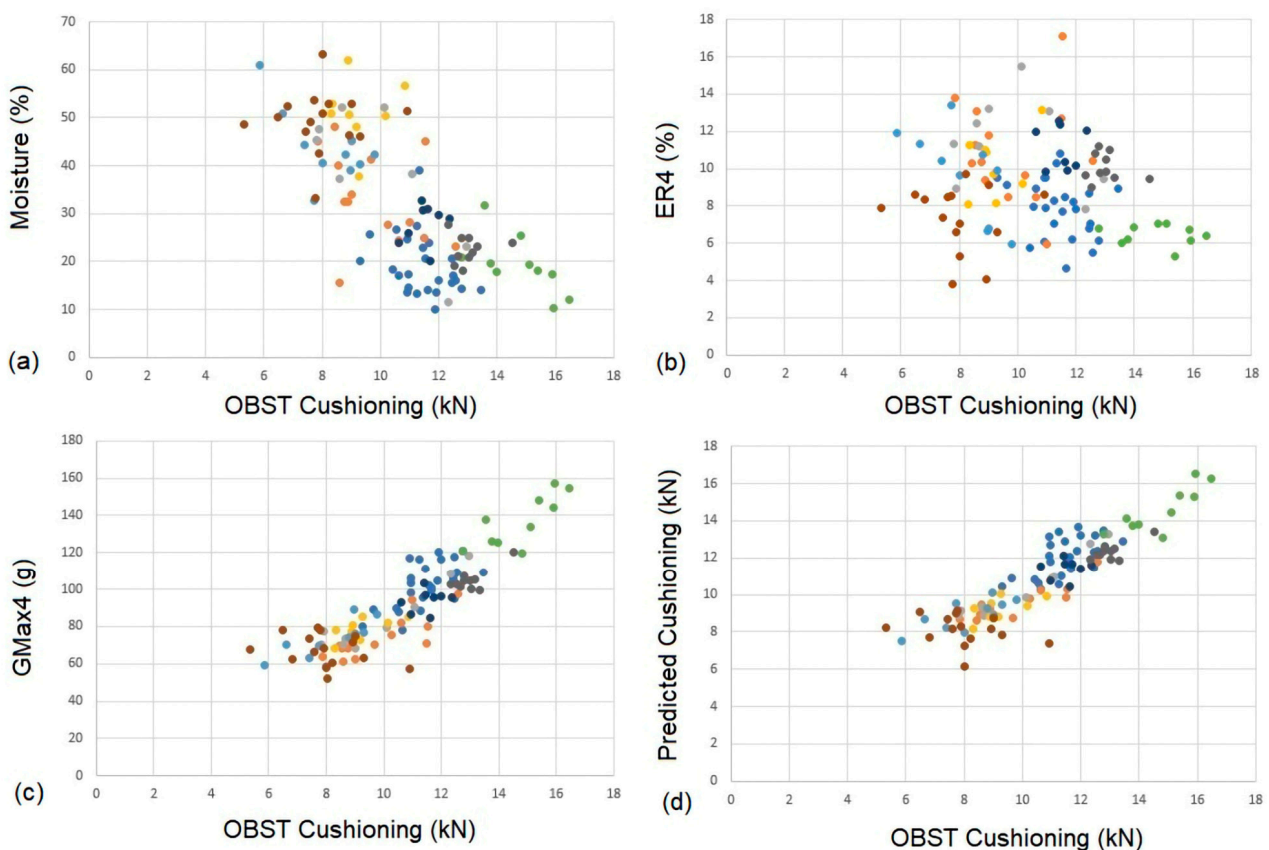 70
60
50
40
30
20
10
0
Moisture (%)
(a)
0 2 4 6 8 10 12 14 16 18
OBST Cushioning (kN)
18
16
14
12
10
8
6
4
2
0
ER4 (%)
(b)
0 2 4 6 8 10 12 14 16 18
OBST Cushioning (kN)
180
160
140
120
100
80
60
40
20
0
GMax4 (g)
(c)
0 2 4 6 8 10 12 14 16 18
OBST Cushioning (kN)
18
16
14
12
10
8
6
4
2
0
Predicted Cushioning (kN)
(d)
0 2 4 6 8 10 12 14 16 18
OBST Cushioning (kN)